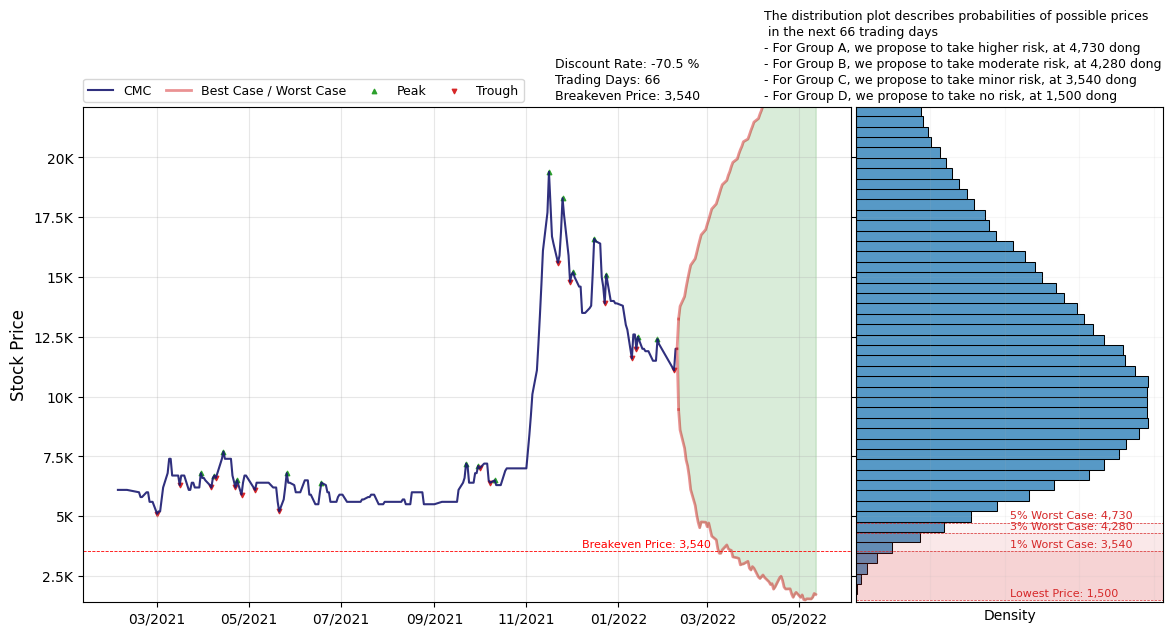 The distribution plot describes probabilities of possible prices
in the next 66 trading days
- For Group A, we propose to take higher risk, at 4,730 dong
- For Group B, we propose to take moderate risk, at 4,280 dong
- For Group C, we propose to take minor risk, at 3,540 dong
- For Group D, we propose to take no risk, at 1,500 dong
Discount Rate: -70.5 %
Trading Days: 66
Breakeven Price: 3,540
CMC Best Case / Worst Case Peak Trough
Stock Price
20K
17.5K
15K
12.5K
10K
7.5K
5K
2.5K
Breakeven Price: 3,540
5% Worst Case: 4,730
3% Worst Case: 4,280
1% Worst Case: 3,540
Lowest Price: 1,500
03/2021 05/2021 07/2021 09/2021 11/2021 01/2022 03/2022 05/2022
Density